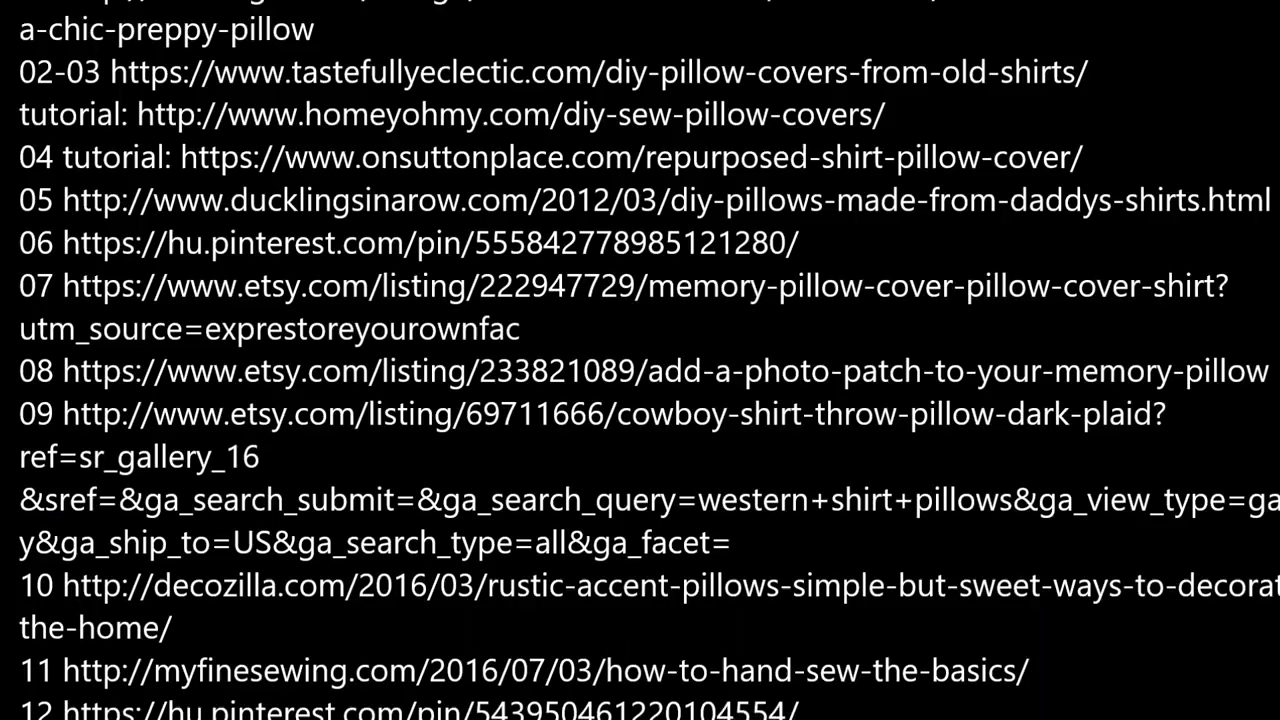 a-chic-preppy-pillow
02-03 https://www.tastefullyeclectic.com/diy-pillow-covers-from-old-shirts/
tutorial: http://www.homeyohmy.com/diy-sew-pillow-covers/
04 tutorial: https://www.onsuttonplace.com/repurposed-shirt-pillow-cover/
05 http://www.ducklingsinarow.com/2012/03/diy-pillows-made-from-daddys-shirts.html
06 https://hu.pinterest.com/pin/555842778985121280/
07 https://www.etsy.com/listing/222947729/memory-pillow-cover-pillow-cover-shirt?
utm_source=exprestoreyourownfac
08 https://www.etsy.com/listing/233821089/add-a-photo-patch-to-your-memory-pillow
09 http://www.etsy.com/listing/69711666/cowboy-shirt-throw-pillow-dark-plaid?
ref=sr_gallery_16
&sref=&ga_search_submit=&ga_search_query=western+shirt+pillows&ga_view_type=ga
y&ga_ship_to=US&ga_search_type=all&ga_facet=
10 http://decozilla.com/2016/03/rustic-accent-pillows-simple-but-sweet-ways-to-decorat
the-home/
11 http://myfinesewing.com/2016/07/03/how-to-hand-sew-the-basics/
12 https://hu.pinterest.com/pin/543950461220104554/